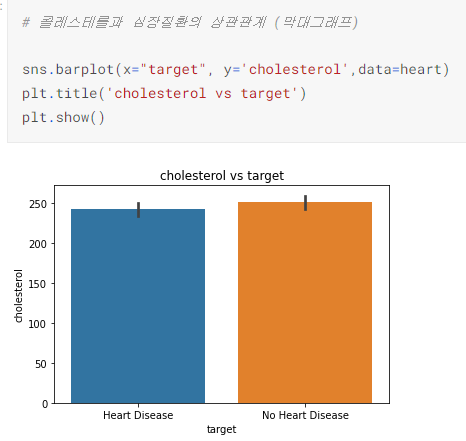 # 콜레스테롤과 심장질환의 상관관계 (막대그래프)
sns.barplot(x="target", y='cholesterol',data=heart)
plt.title('cholesterol vs target')
plt.show()
cholesterol vs target
250
200
150
100
50
0
cholesterol
Heart Disease
No Heart Disease
target